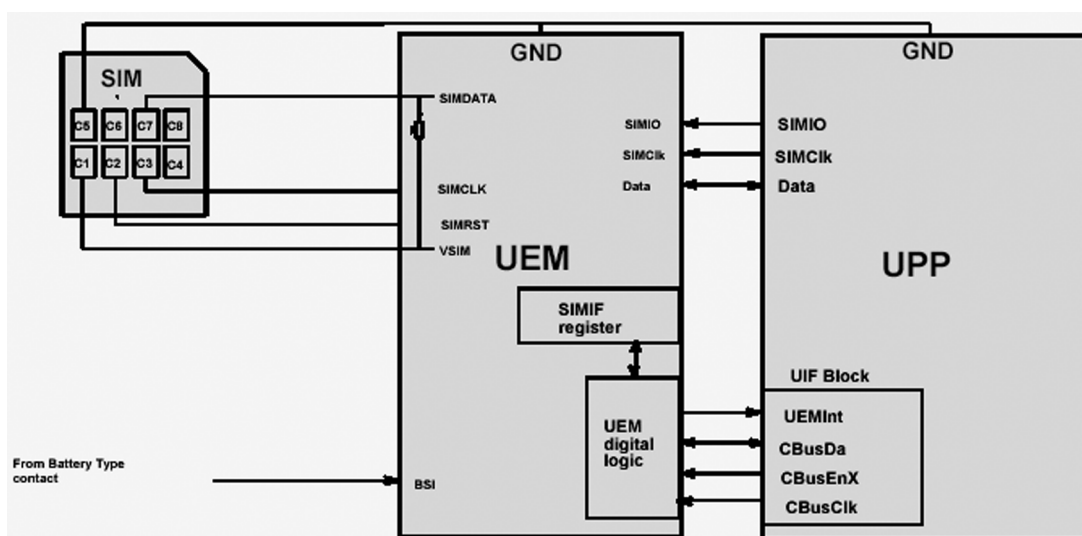 GND
GND
SIM
SIMDATA
C5 C6 C7 C8
C1 C2 C3 C4
SIMIO
SIMClk
Data
SIMIO
SIMClk
Data
SIMCLK
SIMRST
VSIM
UEM
UPP
SIMIF
register
UIF Block
UEM
digital
logic
UEMInt
CBusDa
CBusEnX
CBusClk
From Battery Type
contact
BSI